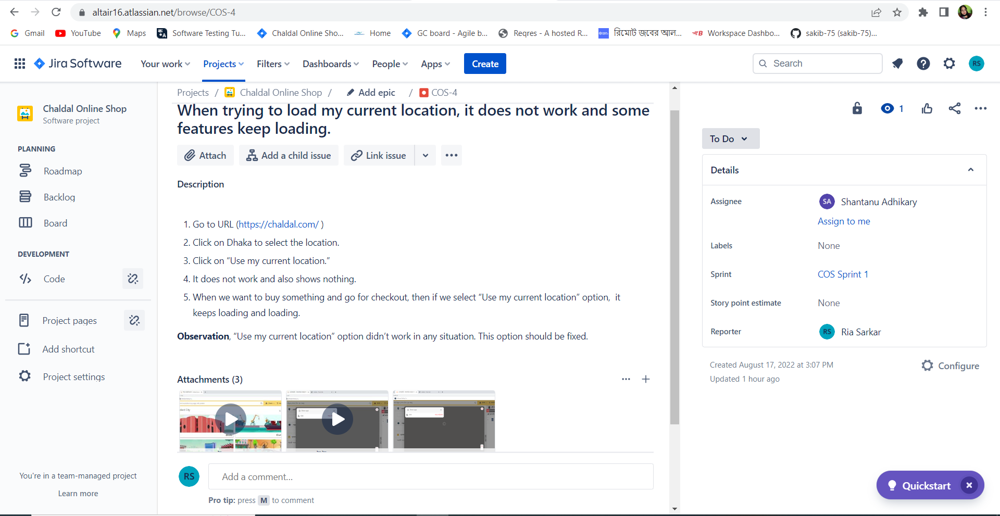 altair16.atlassian.net/browse/COS-4
Gmail YouTube Maps Software Testing Tu... Chaldal Online Sho... Home GC board - Agile b... Reqres - A hosted R... রিমোট জবের আল... Workspace Dashbo... sakib-75 (sakib-75)...
Jira Software Your work Projects Filters Dashboards People Apps Create Search RS
Chaldal Online Shop
Software project
PLANNING
Roadmap
Backlog
Board
DEVELOPMENT
Code
Project pages
Add shortcut
Project settings
You're in a team-managed project
Learn more
Projects / Chaldal Online Shop / Add epic / COS-4
When trying to load my current location, it does not work and some
features keep loading.
Attach Add a child issue Link issue
Description
1. Go to URL (https://chaldal.com/ )
2. Click on Dhaka to select the location.
3. Click on “Use my current location.”
4. It does not work and also shows nothing.
5. When we want to buy something and go for checkout, then if we select “Use my current location” option, it
keeps loading and loading.
Observation, “Use my current location” option didn’t work in any situation. This option should be fixed.
Attachments (3)
RS Add a comment...
Pro tip: press M to comment
1
To Do
Details
Assignee SA Shantanu Adhikary
Assign to me
Labels None
Sprint COS Sprint 1
Story point estimate None
Reporter RS Ria Sarkar
Created August 17, 2022 at 3:07 PM
Configure
Updated 1 hour ago
Quickstart